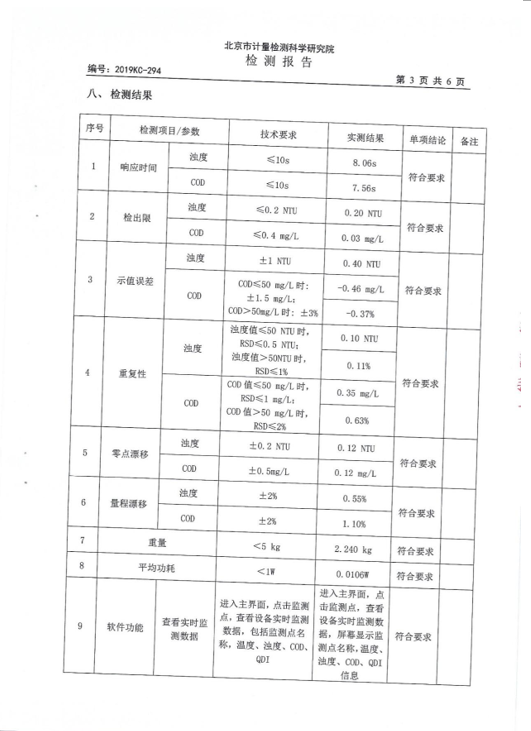 北京市计量检测科学研究院
检 测 报 告
编号: 2019KC-294
第 3 页 共 6 页
八、检测结果
序号 检测项目/参数 技术要求 实测结果 单项结论 备注
1 响应时间 浊度 ≤10s 8.06s 符合要求
COD ≤10s 7.56s
2 检出限 浊度 ≤0.2 NTU 0.20 NTU 符合要求
COD ≤0.4 mg/L 0.03 mg/L
3 示值误差 浊度 ±1 NTU 0.40 NTU 符合要求
COD COD≤50 mg/L时: -0.46 mg/L
±1.5 mg/L;
COD>50mg/L时: ±3% -0.37%
4 重复性 浊度 浊度值≤50 NTU时, 0.10 NTU 符合要求
RSD≤0.5 NTU;
浊度值>50NTU时, 0.11%
RSD≤1%
COD COD值≤50 mg/L时, 0.35 mg/L
RSD≤1 mg/L;
COD值>50 mg/L时, 0.63%
RSD≤2%
5 零点漂移 浊度 ±0.2 NTU 0.12 NTU 符合要求
COD ±0.5mg/L 0.12 mg/L
6 量程漂移 浊度 ±2% 0.55% 符合要求
COD ±2% 1.10%
7 重量 <5 kg 2.240 kg 符合要求
8 平均功耗 <1W 0.0106W 符合要求
9 软件功能 查看实时监测数据 进入主界面,点击监测点,查看设备实时监测数据,包括监测点名称,温度、浊度、COD、QDI 进入主界面,点击监测点,查看设备实时监测数据,屏幕显示监测点名称,温度、浊度、COD、QDI信息 符合要求